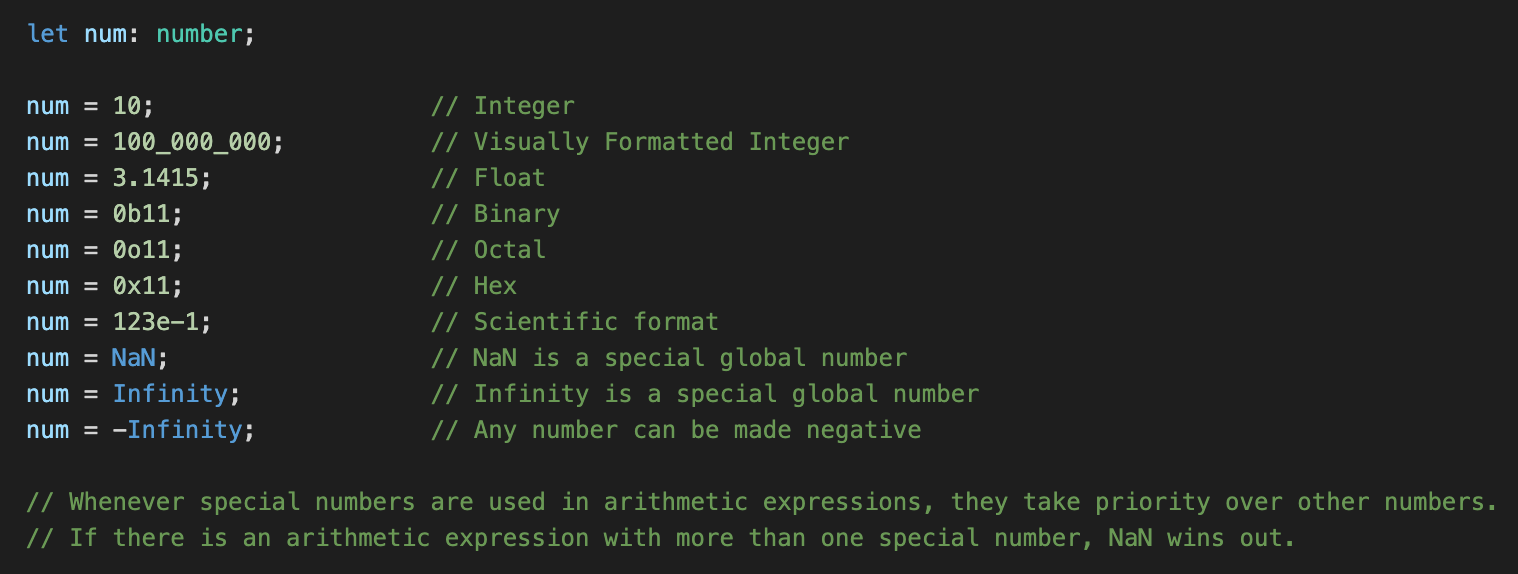 let num: number;
num = 10; // Integer
num = 100_000_000; // Visually Formatted Integer
num = 3.1415; // Float
num = 0b11; // Binary
num = 0o11; // Octal
num = 0x11; // Hex
num = 123e-1; // Scientific format
num = NaN; // NaN is a special global number
num = Infinity; // Infinity is a special global number
num = -Infinity; // Any number can be made negative
// Whenever special numbers are used in arithmetic expressions, they take priority over other numbers.
// If there is an arithmetic expression with more than one special number, NaN wins out.